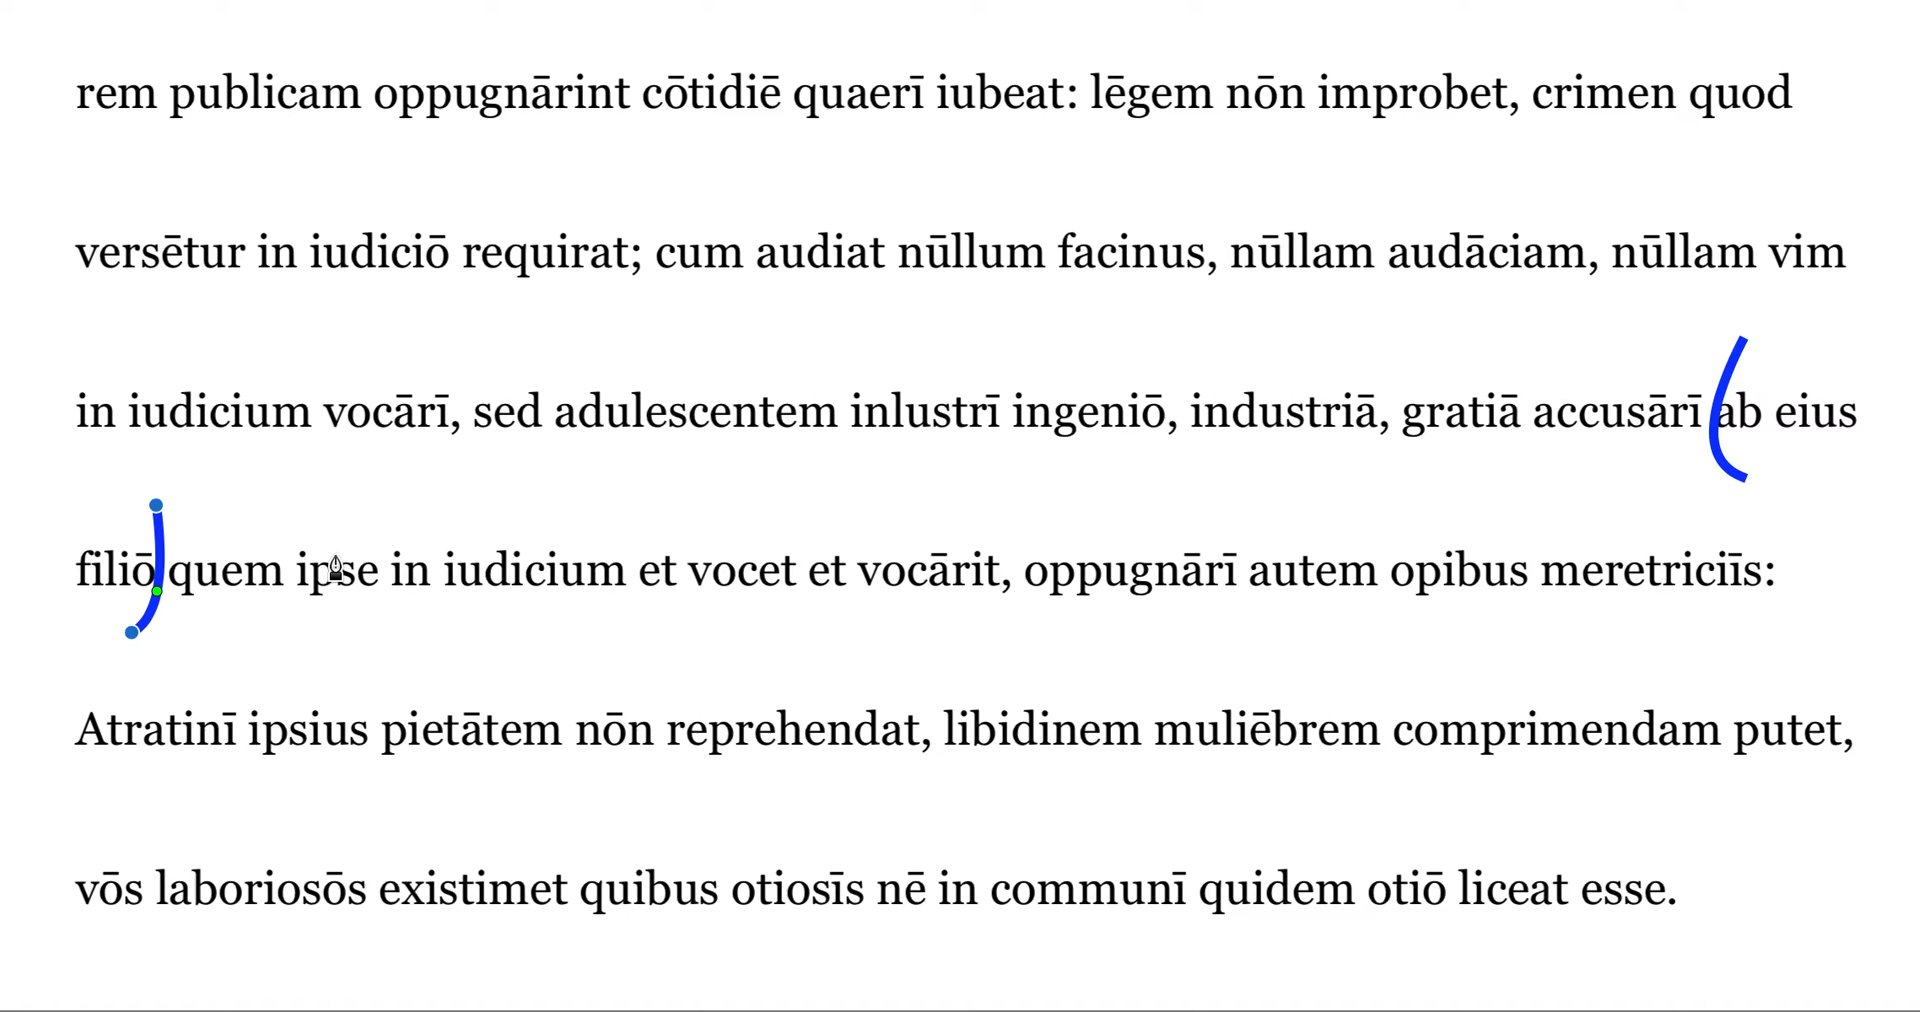 rem publicam oppugnārint cōtidiē quaerī iubeat: lēgem nōn improbet, crimen quod
versētur in iudiciō requirat; cum audiat nūllum facinus, nūllam audāciam, nūllam vim
in iudicium vocārī, sed adulescentem inlustrī ingeniō, industriā, gratiā accusārī ab eius
filiō quem ipse in iudicium et vocet et vocārit, oppugnārī autem opibus meretriciīs:
Atratinī ipsius pietātem nōn reprehendat, libidinem muliēbrem comprimendam putet,
vōs laboriosōs existimet quibus otiosīs nē in communī quidem otiō liceat esse.